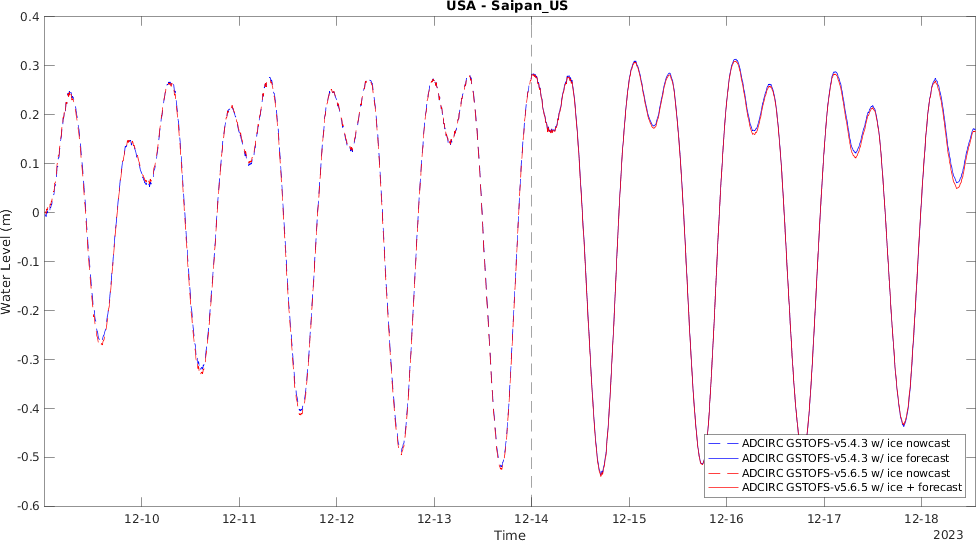 USA - Saipan_US
0.4
0.3
0.2
0.1
0
-0.1
-0.2
-0.3
-0.4
-0.5
-0.6
Water Level (m)
ADCIRC GSTOFS-v5.4.3 w/ ice nowcast
ADCIRC GSTOFS-v5.4.3 w/ ice forecast
ADCIRC GSTOFS-v5.6.5 w/ ice nowcast
ADCIRC GSTOFS-v5.6.5 w/ ice + forecast
12-10 12-11 12-12 12-13 12-14 12-15 12-16 12-17 12-18
Time
2023